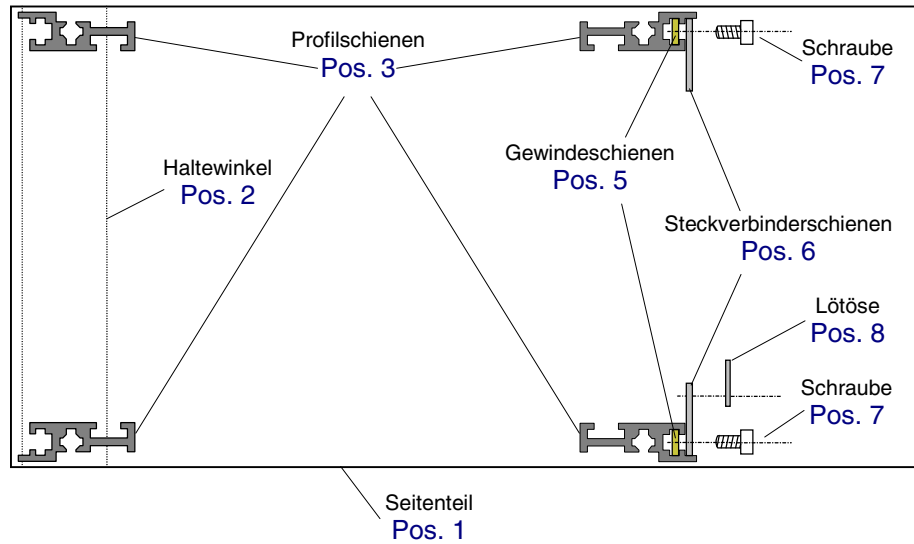 Profilschienen
Pos. 3
Schraube
Pos. 7
Gewindeschienen
Pos. 5
Haltewinkel
Pos. 2
Steckverbinderschienen
Pos. 6
Lötöse
Pos. 8
Schraube
Pos. 7
Seitenteil
Pos. 1